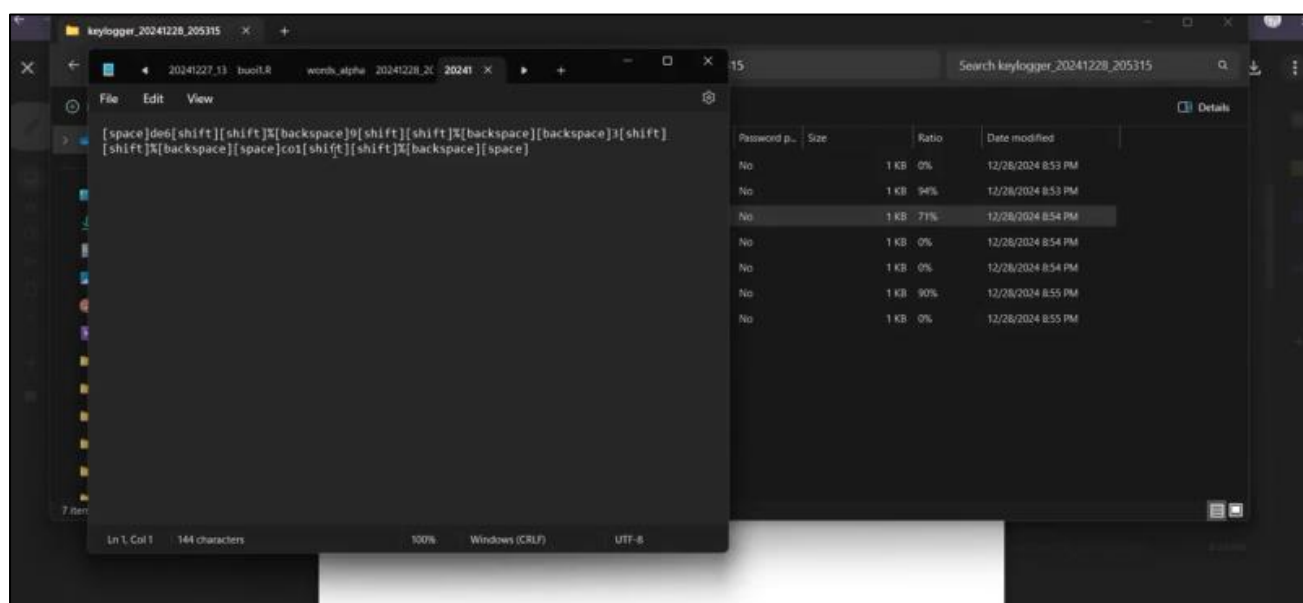 keylogger_20241228_205315
20241227_13 buoi1.R words_alpha 20241228_2( 20241
15
Search keylogger_20241228_205315
File Edit View
Details
[space]de6[shift][shift]%[backspace]9[shift][shift]%[backspace][backspace]3[shift]
[shift]%[backspace][space]co1[shift][shift]%[backspace][space]
Password p... Size Ratio Date modified
No 1 KB 0% 12/28/2024 8:53 PM
No 1 KB 94% 12/28/2024 8:53 PM
No 1 KB 71% 12/28/2024 8:54 PM
No 1 KB 0% 12/28/2024 8:54 PM
No 1 KB 0% 12/28/2024 8:54 PM
No 1 KB 90% 12/28/2024 8:55 PM
No 1 KB 0% 12/28/2024 8:55 PM
7 item
Ln 1, Col 1 144 characters 100% Windows (CRLF) UTF-8